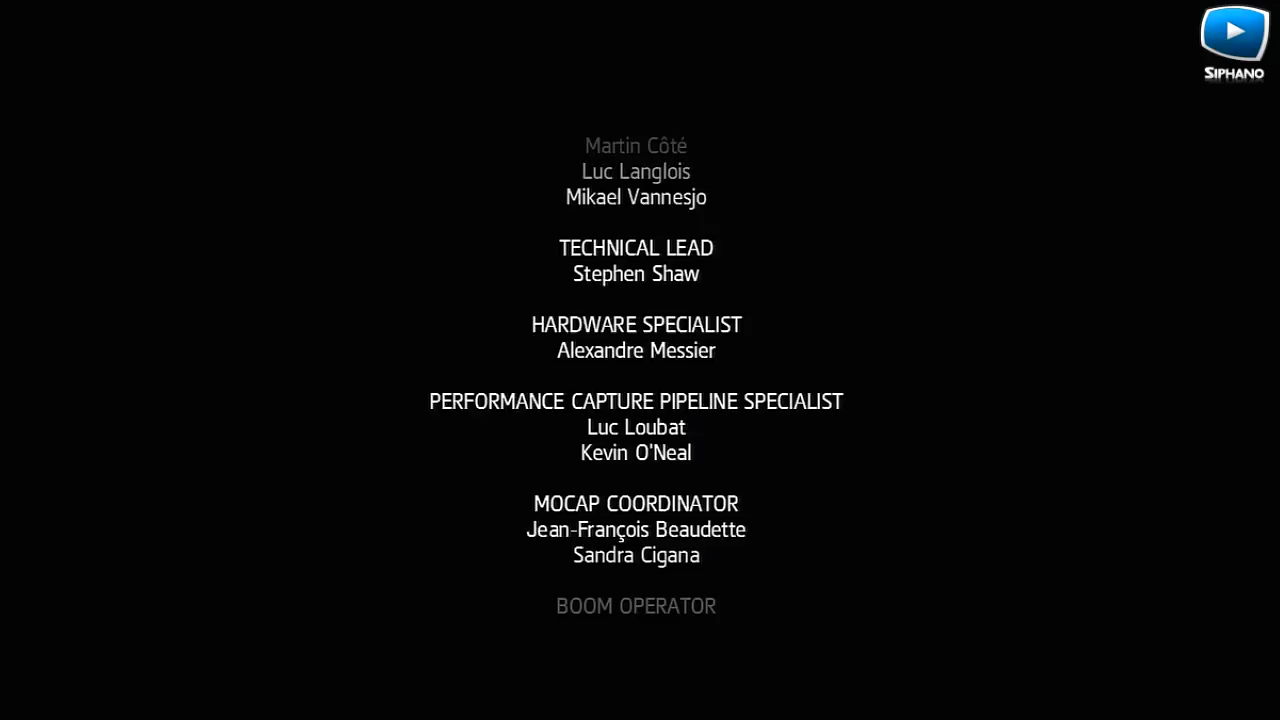 SIPHANO
Martin Côté
Luc Langlois
Mikael Vannesjo
TECHNICAL LEAD
Stephen Shaw
HARDWARE SPECIALIST
Alexandre Messier
PERFORMANCE CAPTURE PIPELINE SPECIALIST
Luc Loubat
Kevin O'Neal
MOCAP COORDINATOR
Jean-François Beaudette
Sandra Cigana
BOOM OPERATOR